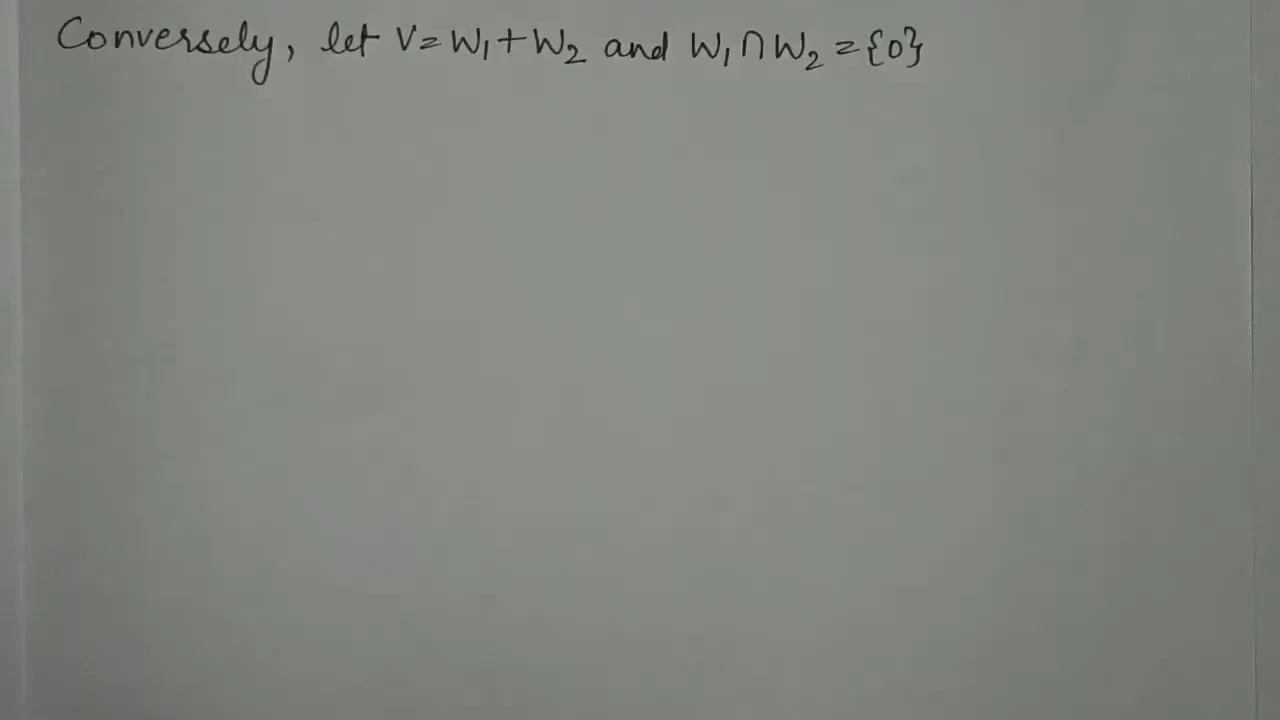 Conversely, let V = W₁ + W₂ and W₁ ∩ W₂ = {0}